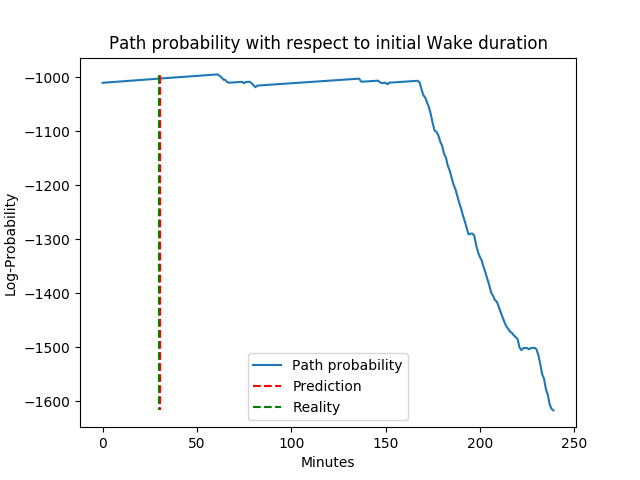 Path probability with respect to initial Wake duration
Log-Probability
−1000
−1100
−1200
−1300
−1400
−1500
−1600
Path probability
Prediction
Reality
0 50 100 150 200 250
Minutes